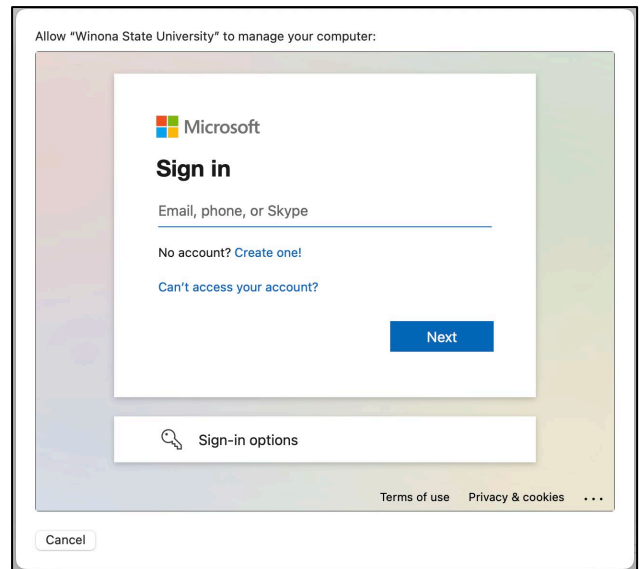 Allow “Winona State University” to manage your computer:
Microsoft
Sign in
Email, phone, or Skype
No account? Create one!
Can’t access your account?
Next
Sign-in options
Terms of use Privacy & cookies ...
Cancel